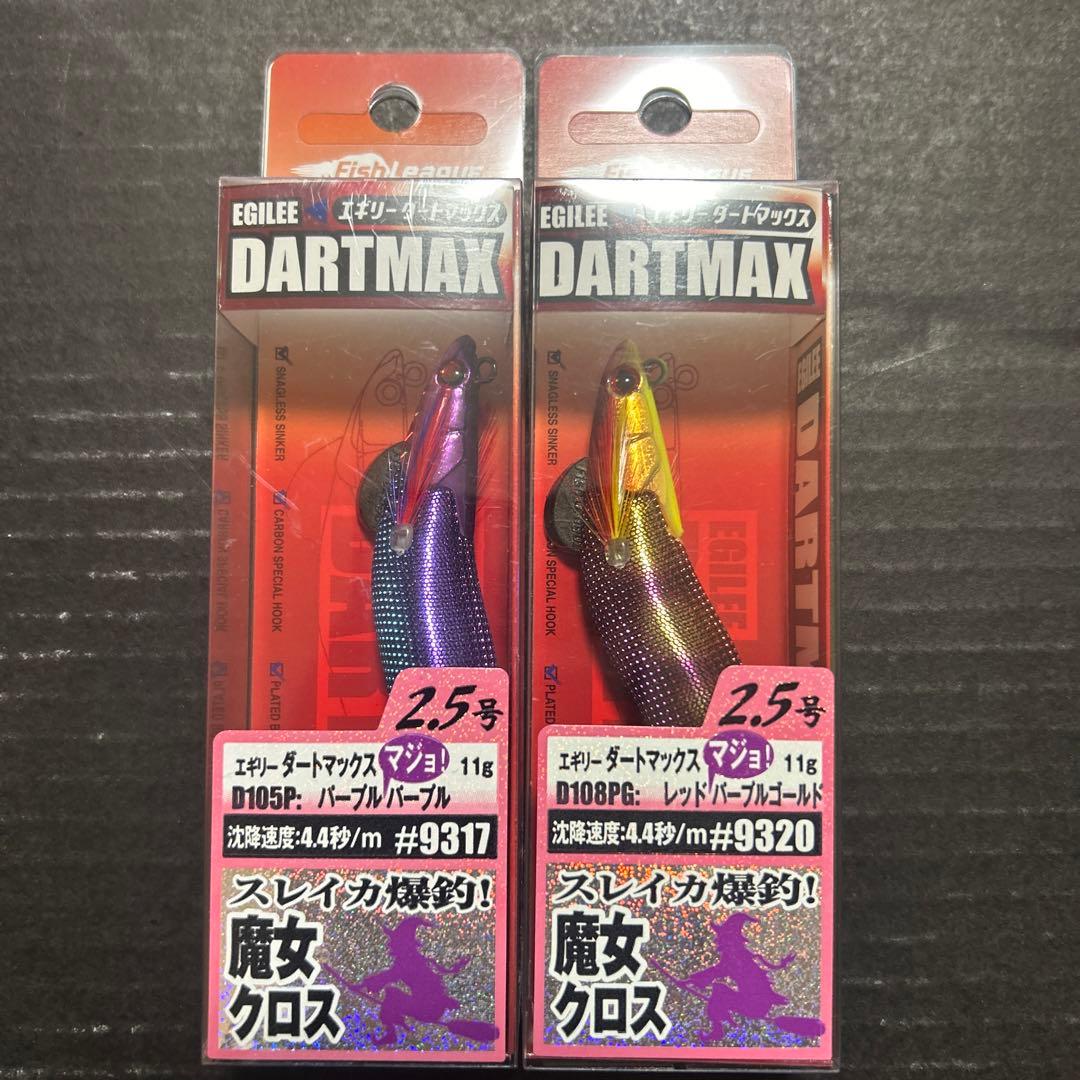 Fish League
EGILEE エギリー ダートマックス
DARTMAX
SNAGLESS SINKER
CARBON SPECIAL HOOK
PLATED B
2.5号
エギリー ダートマックス マジョ! 11g
D105P: パープル パープル
沈降速度:4.4秒/m #9317
スレイカ爆釣!
魔女
クロス
Fish League
EGILEE エギリー ダートマックス
DARTMAX
SNAGLESS SINKER
CARBON SPECIAL HOOK
PLATED
EGILEE
EGILEE DARTM
2.5号
エギリー ダートマックス マジョ! 11g
D108PG: レッド パープルゴールド
沈降速度:4.4秒/m #9320
スレイカ爆釣!
魔女
クロス